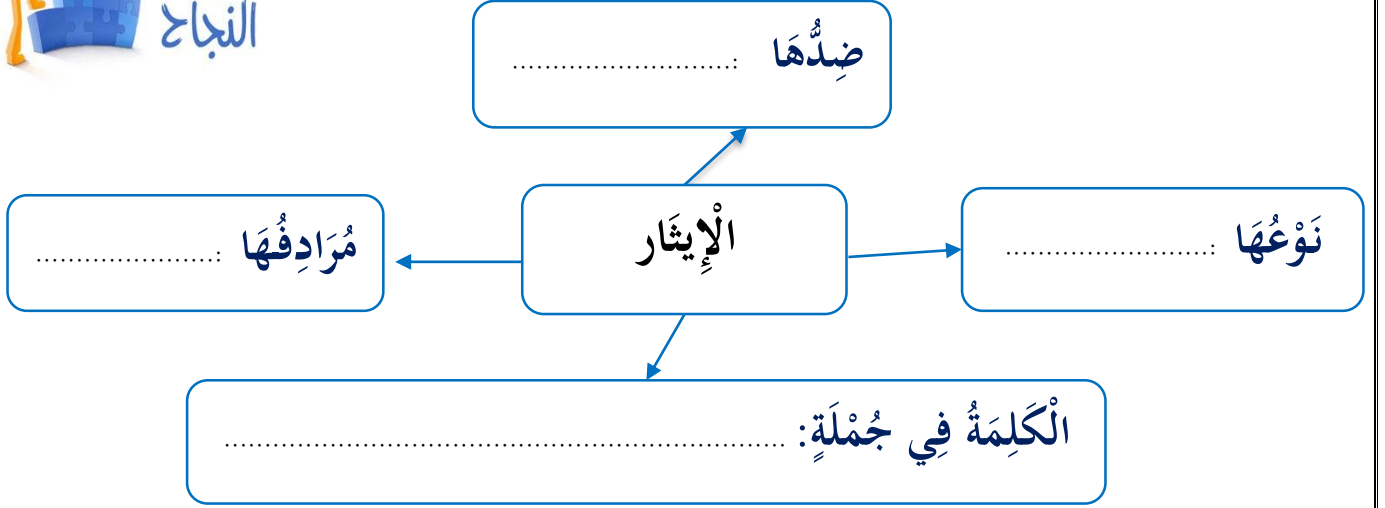 النجاح
ضِدُّهَا :...........................
نَوْعُهَا :.........................
الْإِيثَار
مُرَادِفُهَا :......................
الْكَلِمَةُ فِي جُمْلَةٍ: ......................................................................